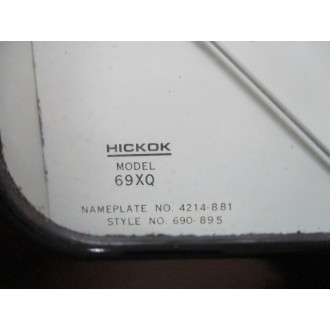 HICKOK
MODEL
69XQ
NAMEPLATE NO. 4214-881
STYLE NO. 690-895